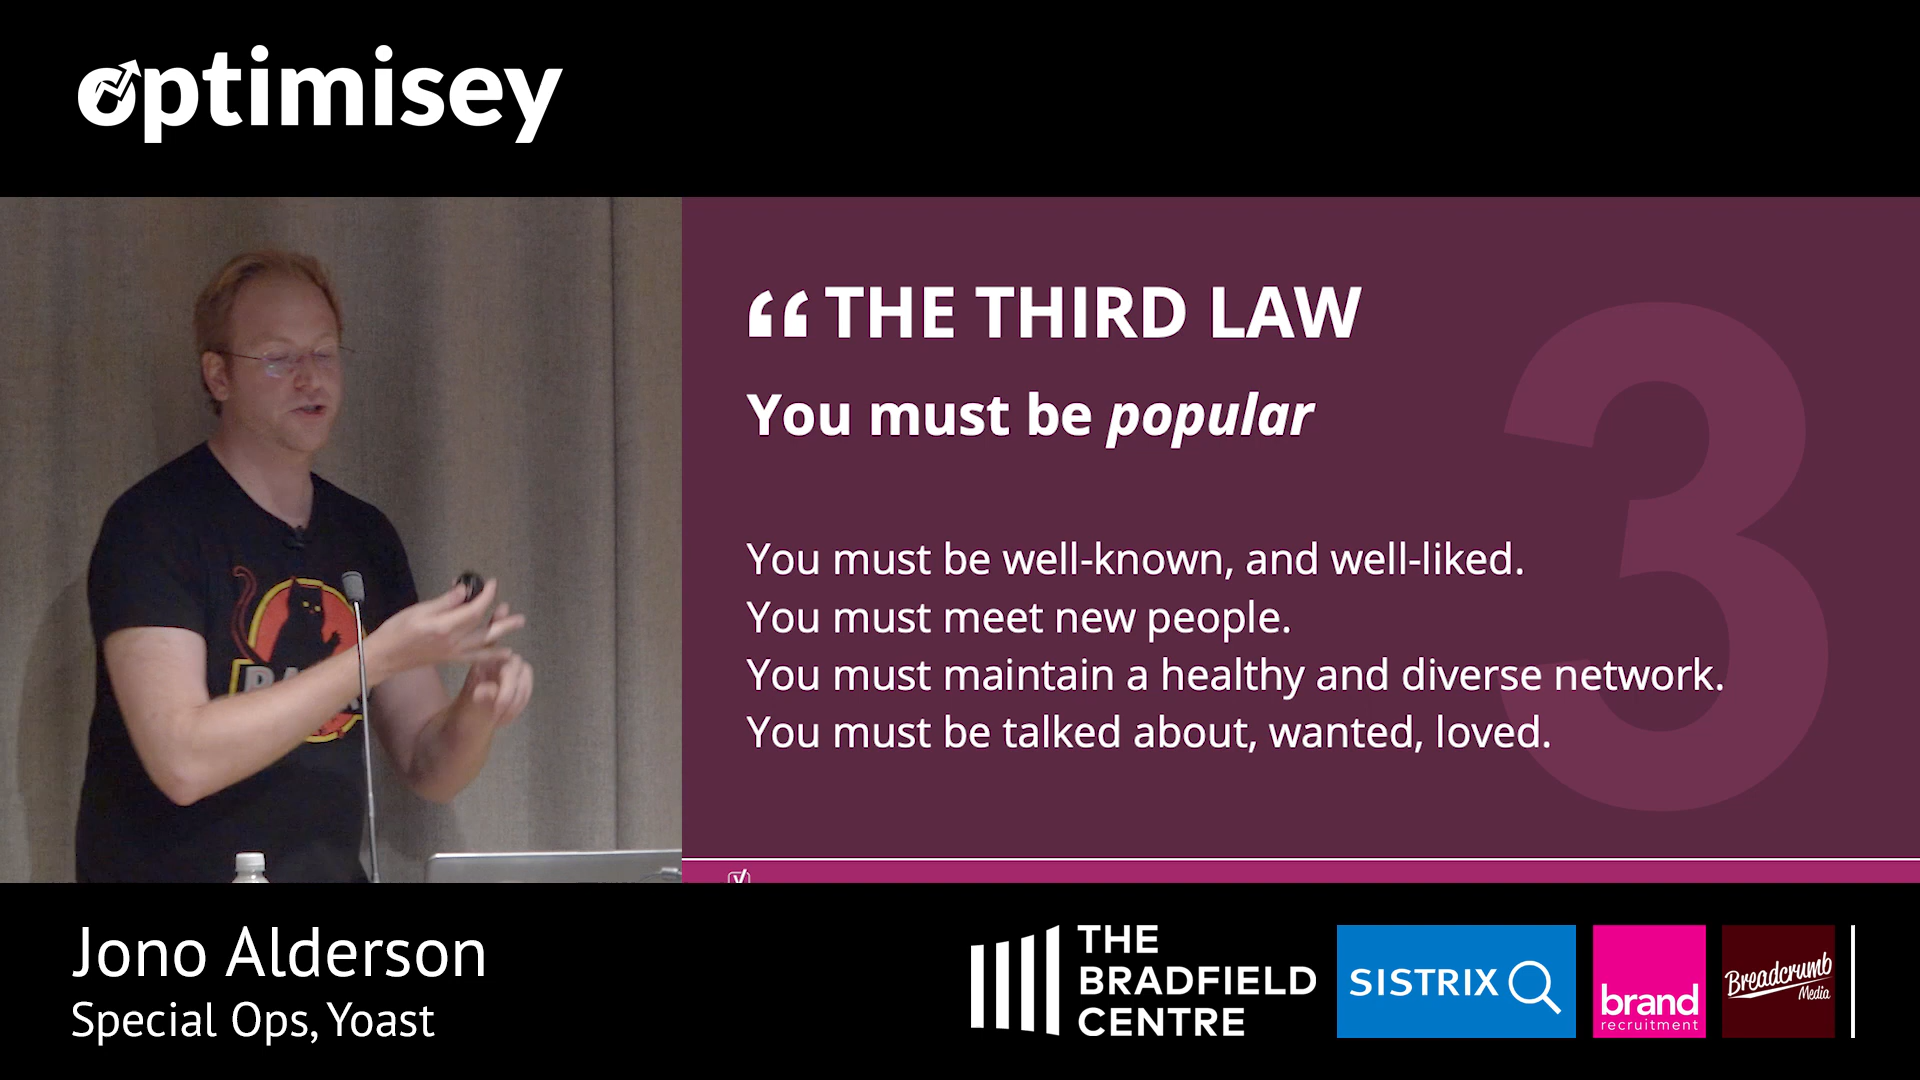 optimisey
“ THE THIRD LAW
You must be popular
You must be well-known, and well-liked.
You must meet new people.
You must maintain a healthy and diverse network.
You must be talked about, wanted, loved.
3
Jono Alderson
Special Ops, Yoast
THE
BRADFIELD
CENTRE
SISTRIX
brand
recruitment
Breadcrumb
Media